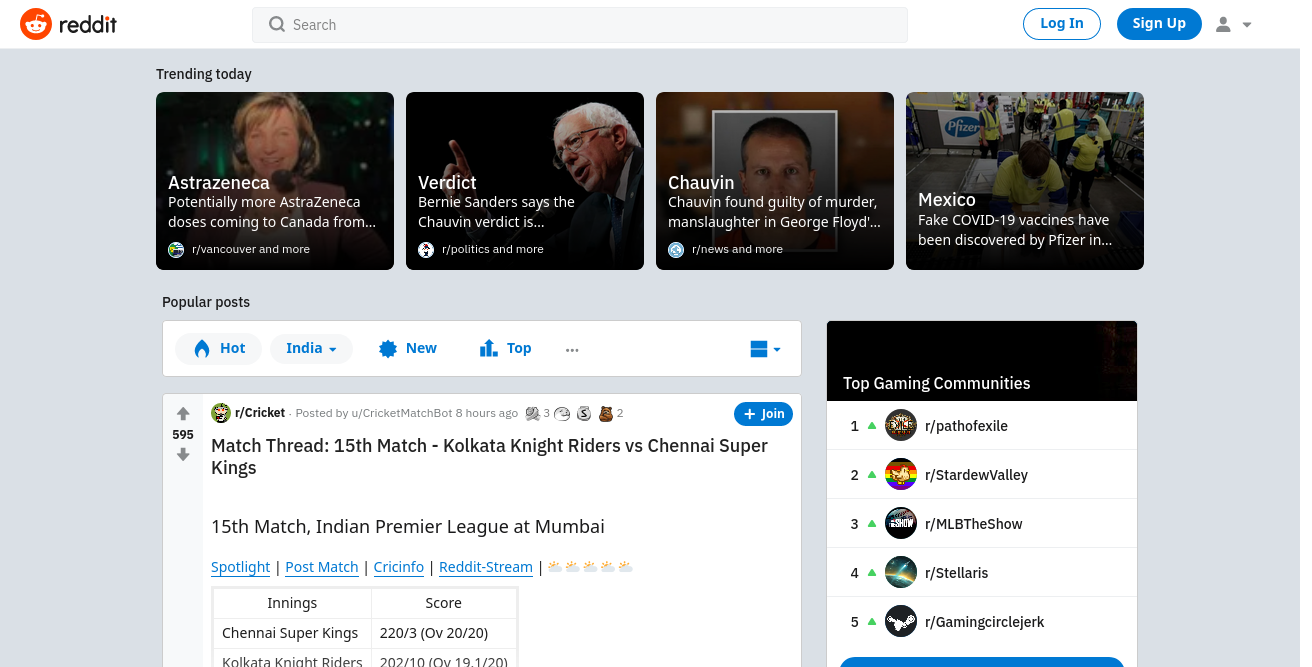 reddit
Search
Log In
Sign Up
Trending today
Astrazeneca
Potentially more AstraZeneca
doses coming to Canada from...
r/vancouver and more
Verdict
Bernie Sanders says the
Chauvin verdict is...
r/politics and more
Chauvin
Chauvin found guilty of murder,
manslaughter in George Floyd'...
r/news and more
Pfizer
Mexico
Fake COVID-19 vaccines have
been discovered by Pfizer in...
Popular posts
Hot
India
New
Top
...
r/Cricket · Posted by u/CricketMatchBot 8 hours ago 3 S 2
+ Join
595
Match Thread: 15th Match - Kolkata Knight Riders vs Chennai Super
Kings
15th Match, Indian Premier League at Mumbai
Spotlight | Post Match | Cricinfo | Reddit-Stream | ⛅⛅⛅⛅⛅
Innings Score
Chennai Super Kings 220/3 (Ov 20/20)
Kolkata Knight Riders 202/10 (Ov 19.1/20)
Top Gaming Communities
1 r/pathofexile
2 r/StardewValley
3 r/MLBTheShow
4 r/Stellaris
5 r/Gamingcirclejerk